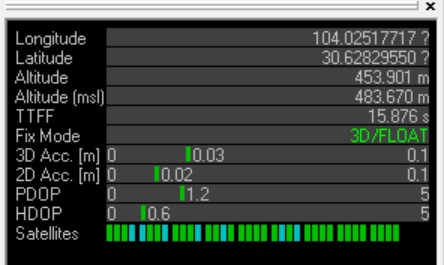 Longitude 104.02517717 ?
Latitude 30.62829550 ?
Altitude 453.901 m
Altitude (msl) 483.670 m
TTFF 15.876 s
Fix Mode 3D/FLOAT
3D Acc. [m] 0 0.03 0.1
2D Acc. [m] 0 0.02 0.1
PDOP 0 1.2 5
HDOP 0 0.6 5
Satellites